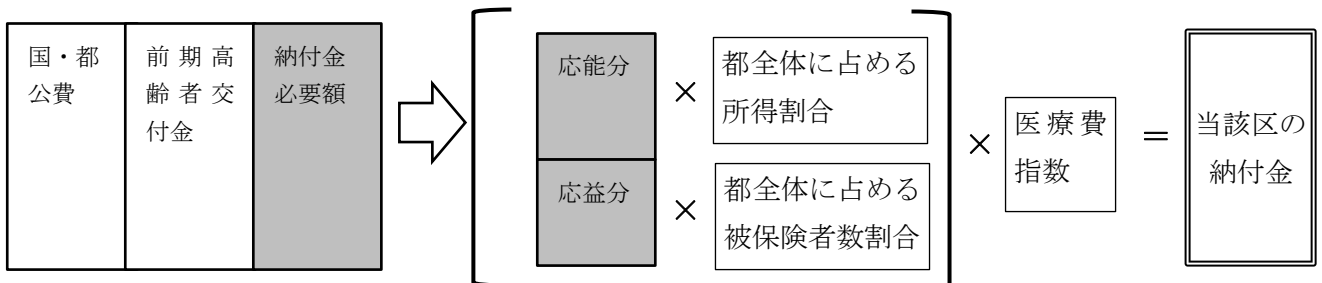 国・都
公費
前期高
齢者交
付金
納付金
必要額
応能分
×
都全体に占める
所得割合
応益分
×
都全体に占める
被保険者数割合
×
医療費
指数
＝
当該区の
納付金